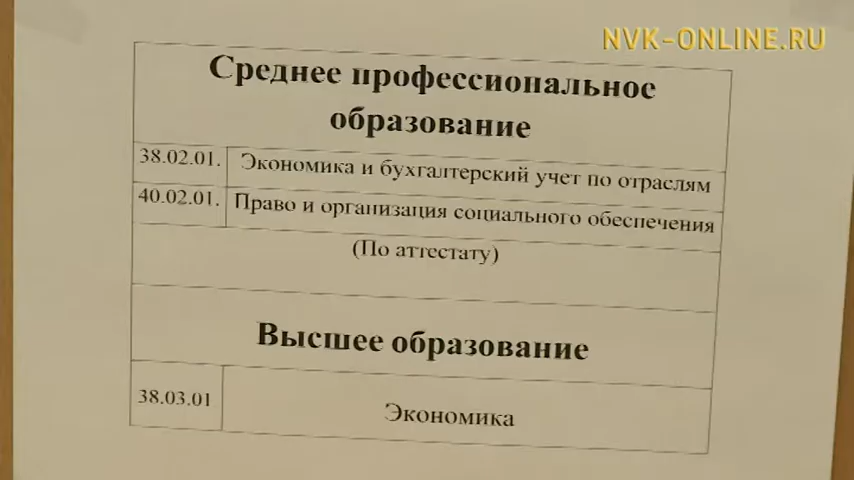 NVK-ONLINE.RU
Среднее профессиональное
образование
38.02.01. Экономика и бухгалтерский учет по отраслям
40.02.01. Право и организация социального обеспечения
(По аттестату)
Высшее образование
38.03.01 Экономика